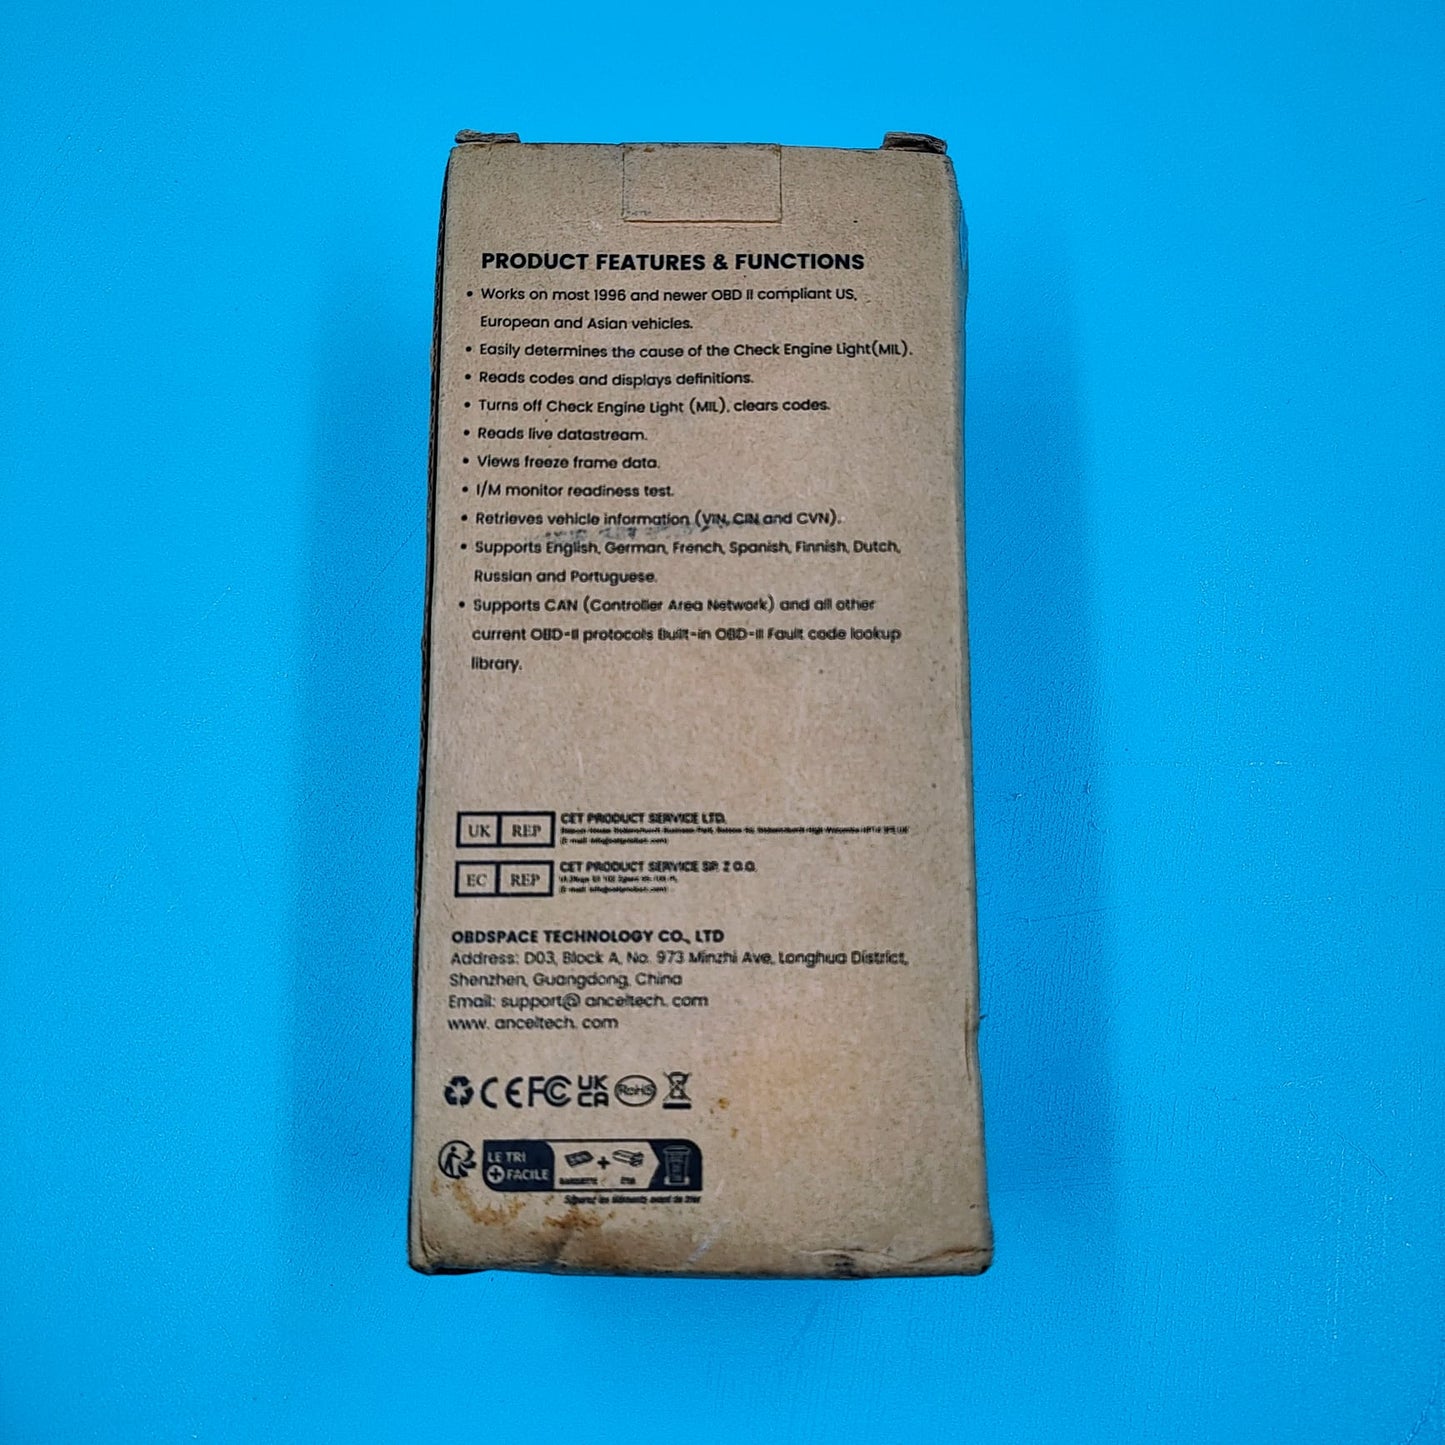 PRODUCT FEATURES & FUNCTIONS
• Works on most 1996 and newer OBD II compliant US,
European and Asian vehicles.
• Easily determines the cause of the Check Engine Light(MIL).
• Reads codes and displays definitions.
• Turns off Check Engine Light (MIL), clears codes.
• Reads live datastream.
• Views freeze frame data.
• I/M monitor readiness test.
• Retrieves vehicle information (VIN, CIN and CVN).
• Supports English, German, French, Spanish, Finnish, Dutch,
Russian and Portuguese.
• Supports CAN (Controller Area Network) and all other
current OBD-II protocols Built-in OBD-II Fault code lookup
library.
UK REP
CET PRODUCT SERVICE LTD.
EC REP
CET PRODUCT SERVICE SP. Z O.O.
OBDSPACE TECHNOLOGY CO., LTD
Address: D03, Block A, No. 973 Minzhi Ave, Longhua District,
Shenzhen, Guangdong, China
Email: support@ anceltech. com
www. anceltech. com
CE FC UK CA RoHS
LE TRI
+ FACILE
+